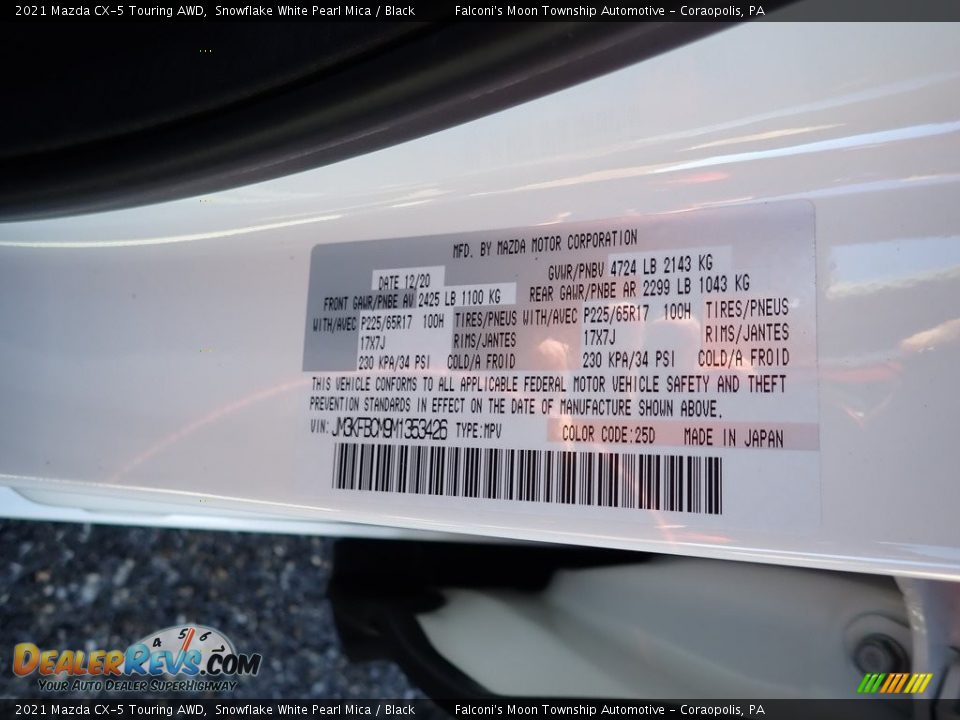 2021 Mazda CX-5 Touring AWD, Snowflake White Pearl Mica / Black Falconi's Moon Township Automotive - Coraopolis, PA
MFD. BY MAZDA MOTOR CORPORATION
DATE 12/20 GVWR/PNBV 4724 LB 2143 KG
FRONT GAWR/PNBE AV 2425 LB 1100 KG REAR GAWR/PNBE AR 2299 LB 1043 KG
WITH/AVEC P225/65R17 100H TIRES/PNEUS WITH/AVEC P225/65R17 100H TIRES/PNEUS
17X7J RIMS/JANTES 17X7J RIMS/JANTES
230 KPA/34 PSI COLD/A FROID 230 KPA/34 PSI COLD/A FROID
THIS VEHICLE CONFORMS TO ALL APPLICABLE FEDERAL MOTOR VEHICLE SAFETY AND THEFT
PREVENTION STANDARDS IN EFFECT ON THE DATE OF MANUFACTURE SHOWN ABOVE.
VIN: JM3KFBCM9M1353426 TYPE:MPV COLOR CODE:25D MADE IN JAPAN
4 5 6 7
DEALERREVS.COM
Your Auto Dealer SuperHighway
2021 Mazda CX-5 Touring AWD, Snowflake White Pearl Mica / Black Falconi's Moon Township Automotive - Coraopolis, PA